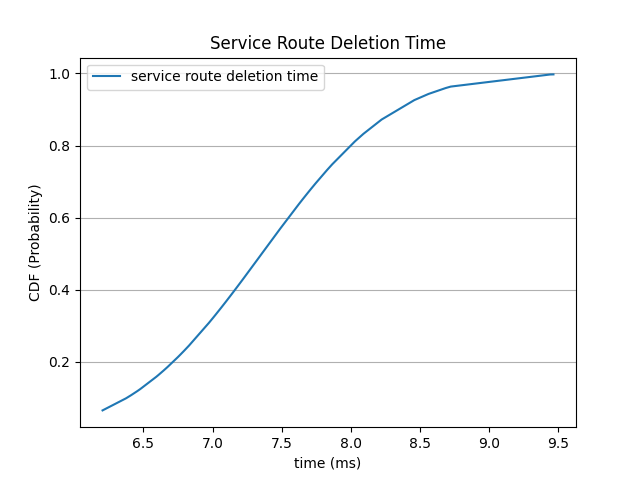 Service Route Deletion Time
service route deletion time
CDF (Probability)
1.0
0.8
0.6
0.4
0.2
6.5 7.0 7.5 8.0 8.5 9.0 9.5
time (ms)